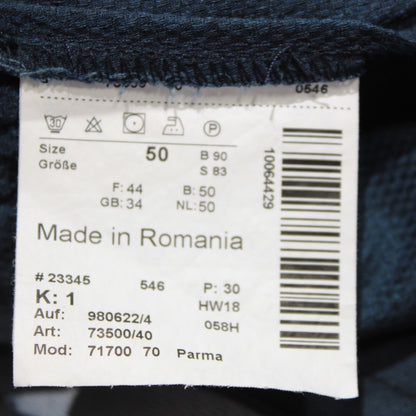 0546
30 P
Size 50 B 90
Größe S 83
F: 44 B: 50
GB: 34 NL: 50
Made in Romania
# 23345 546 P: 30
K: 1 HW18
Auf: 980622/4 058H
Art: 73500/40
Mod: 71700 70 Parma
10064429